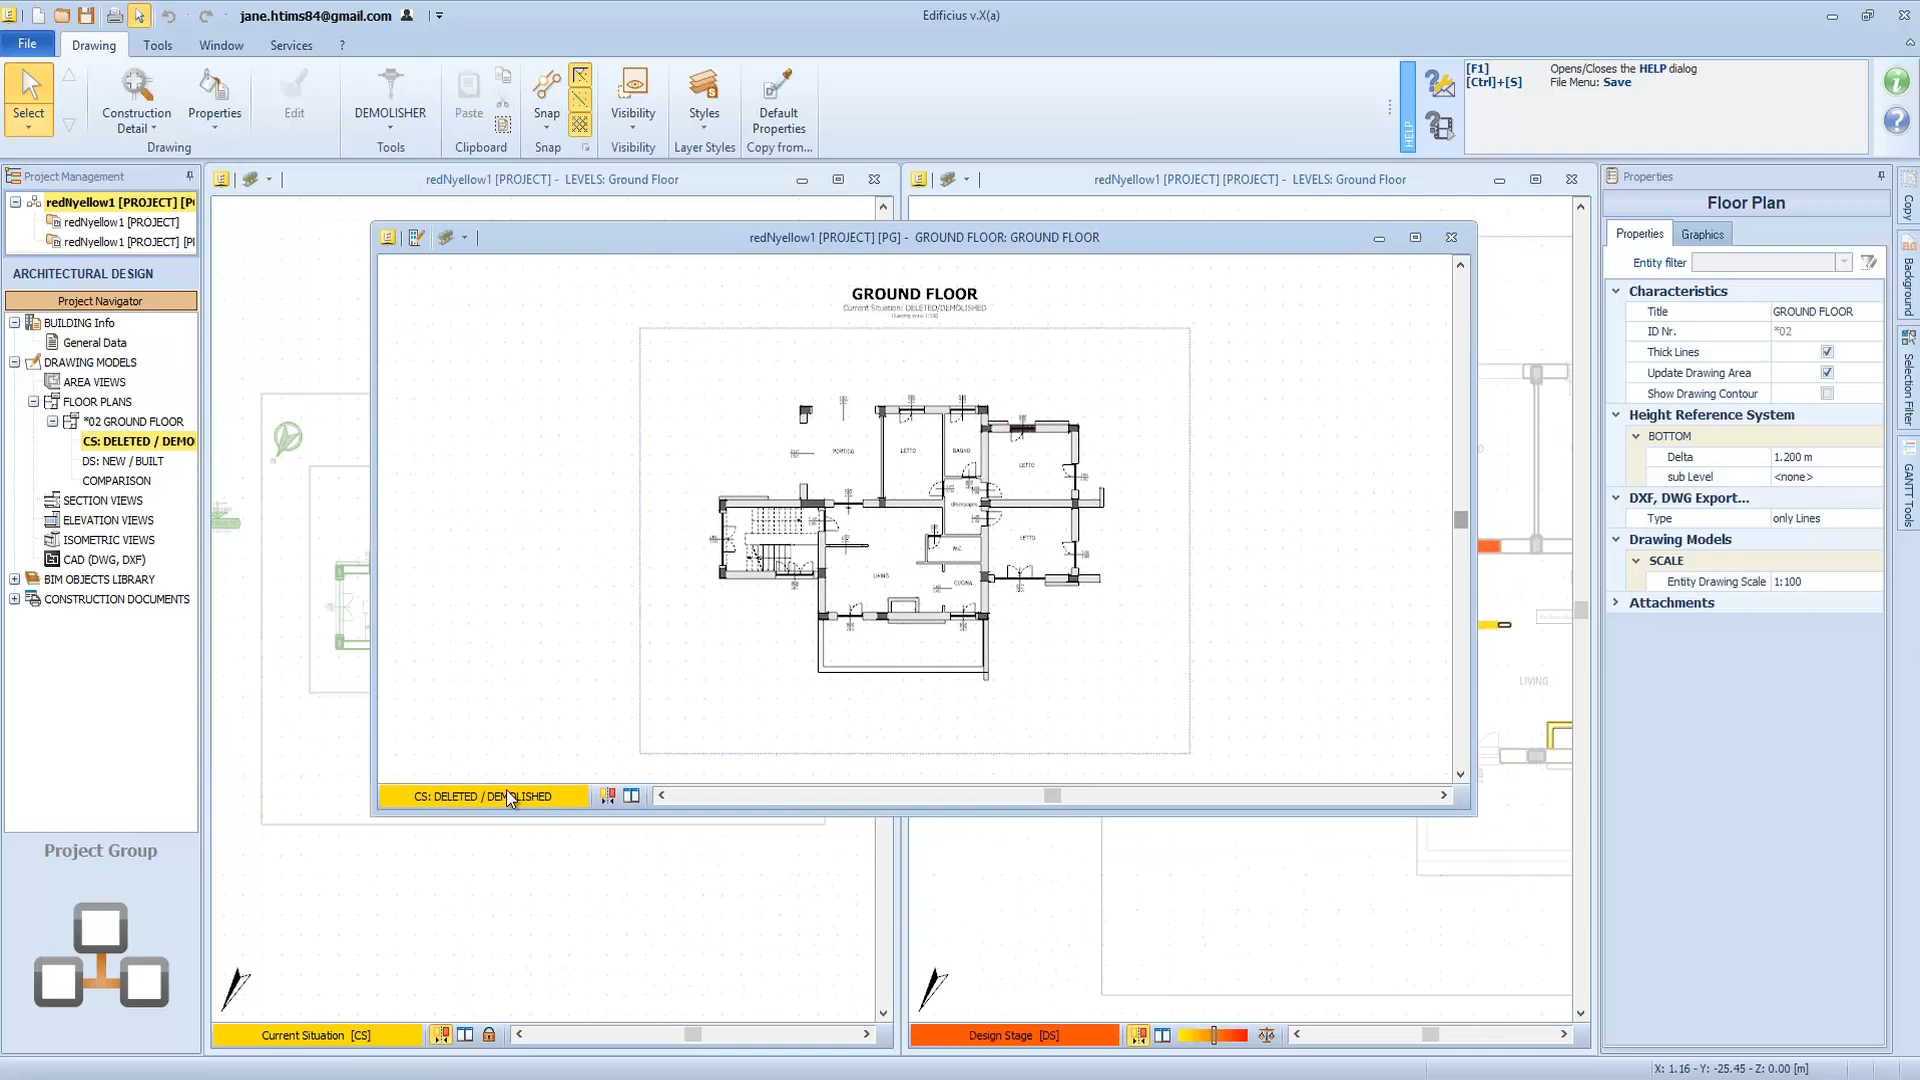 jane.htims84@gmail.com
Edificius v.X(a)
File
Drawing
Tools
Window
Services
?
Select
Construction
Detail
Properties
Edit
DEMOLISHER
Paste
Snap
Visibility
Styles
Default
Properties
Drawing
Tools
Clipboard
Snap
Visibility
Layer Styles
Copy from...
HELP
[F1] Opens/Closes the HELP dialog
[Ctrl]+[S] File Menu: Save
Project Management
redNyellow1 [PROJECT] [P
redNyellow1 [PROJECT]
redNyellow1 [PROJECT] [P
ARCHITECTURAL DESIGN
Project Navigator
BUILDING Info
General Data
DRAWING MODELS
AREA VIEWS
FLOOR PLANS
*02 GROUND FLOOR
CS: DELETED / DEMO
DS: NEW / BUILT
COMPARISON
SECTION VIEWS
ELEVATION VIEWS
ISOMETRIC VIEWS
CAD (DWG, DXF)
BIM OBJECTS LIBRARY
CONSTRUCTION DOCUMENTS
Project Group
redNyellow1 [PROJECT] - LEVELS: Ground Floor
redNyellow1 [PROJECT] [PROJECT] - LEVELS: Ground Floor
redNyellow1 [PROJECT] [PG] - GROUND FLOOR: GROUND FLOOR
GROUND FLOOR
Current Situation: DELETED/DEMOLISHED
PORTICO
LETTO
BAGNO
LETTO
LETTO
W.C.
LIVING
CUCINA
LIVING
CS: DELETED / DEMOLISHED
Current Situation [CS]
Design Stage [DS]
Properties
Floor Plan
Properties
Graphics
Entity filter
Characteristics
Title GROUND FLOOR
ID Nr. *02
Thick Lines
Update Drawing Area
Show Drawing Contour
Height Reference System
BOTTOM
Delta 1.200 m
sub Level <none>
DXF, DWG Export...
Type only Lines
Drawing Models
SCALE
Entity Drawing Scale 1:100
Attachments
Copy
Background
Selection Filter
GANTT Tools
X: 1.16 - Y: -25.45 - Z: 0.00 [m]